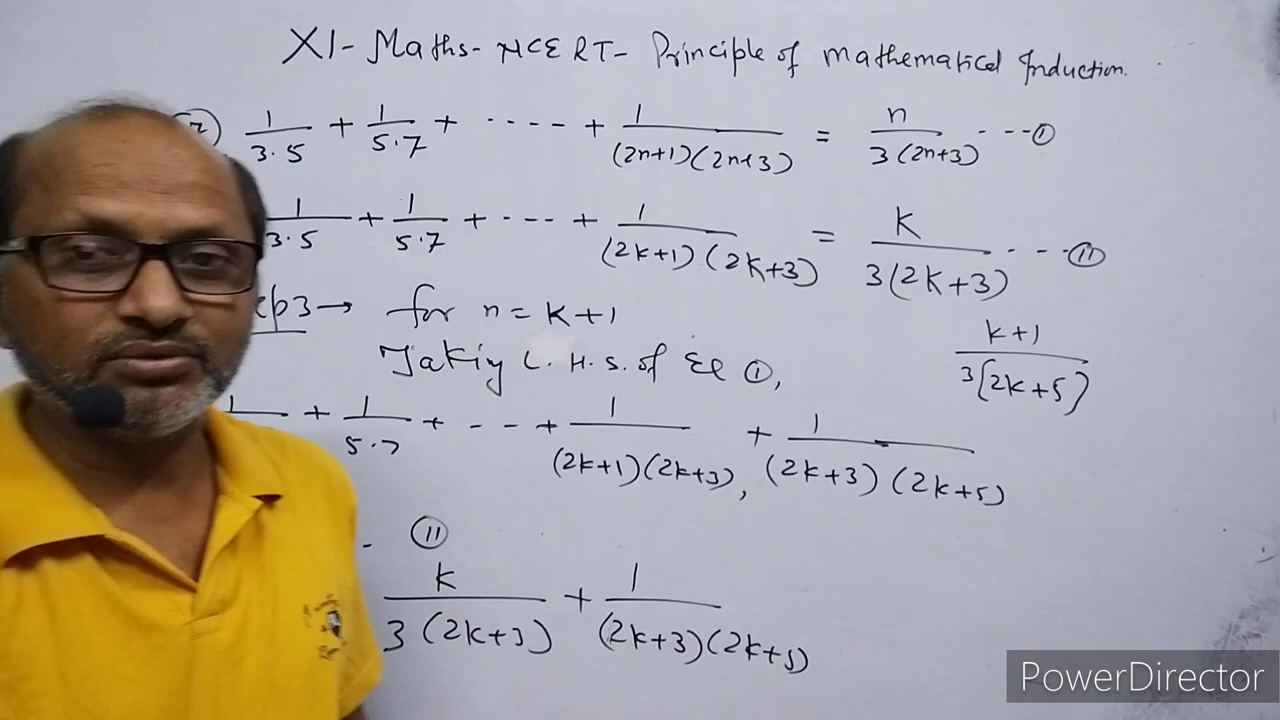 XI- Maths- NCERT- Principle of mathematical Induction.
1/3.5 + 1/5.7 + ---- + 1/(2n+1)(2n+3) = n/3(2n+3) ---①
1/3.5 + 1/5.7 + ---- + 1/(2k+1)(2k+3) = k/3(2k+3) ---⑪
→ for n = k+1
Takiy L.H.S. of Eq ①,
k+1/3(2k+5)
+ 1/5.7 + --- + 1/(2k+1)(2k+3), + 1/(2k+3)(2k+5)
⑪
k/3(2k+3) + 1/(2k+3)(2k+5)
PowerDirector